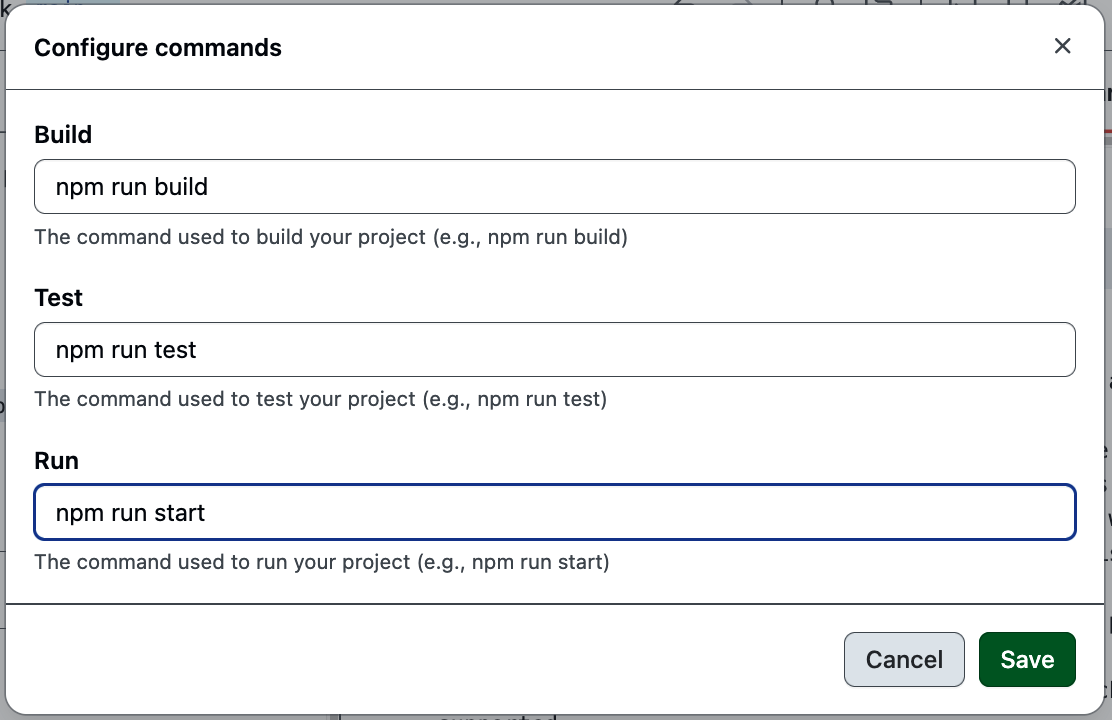 Configure commands
Build
npm run build
The command used to build your project (e.g., npm run build)
Test
npm run test
The command used to test your project (e.g., npm run test)
Run
npm run start
The command used to run your project (e.g., npm run start)
Cancel
Save